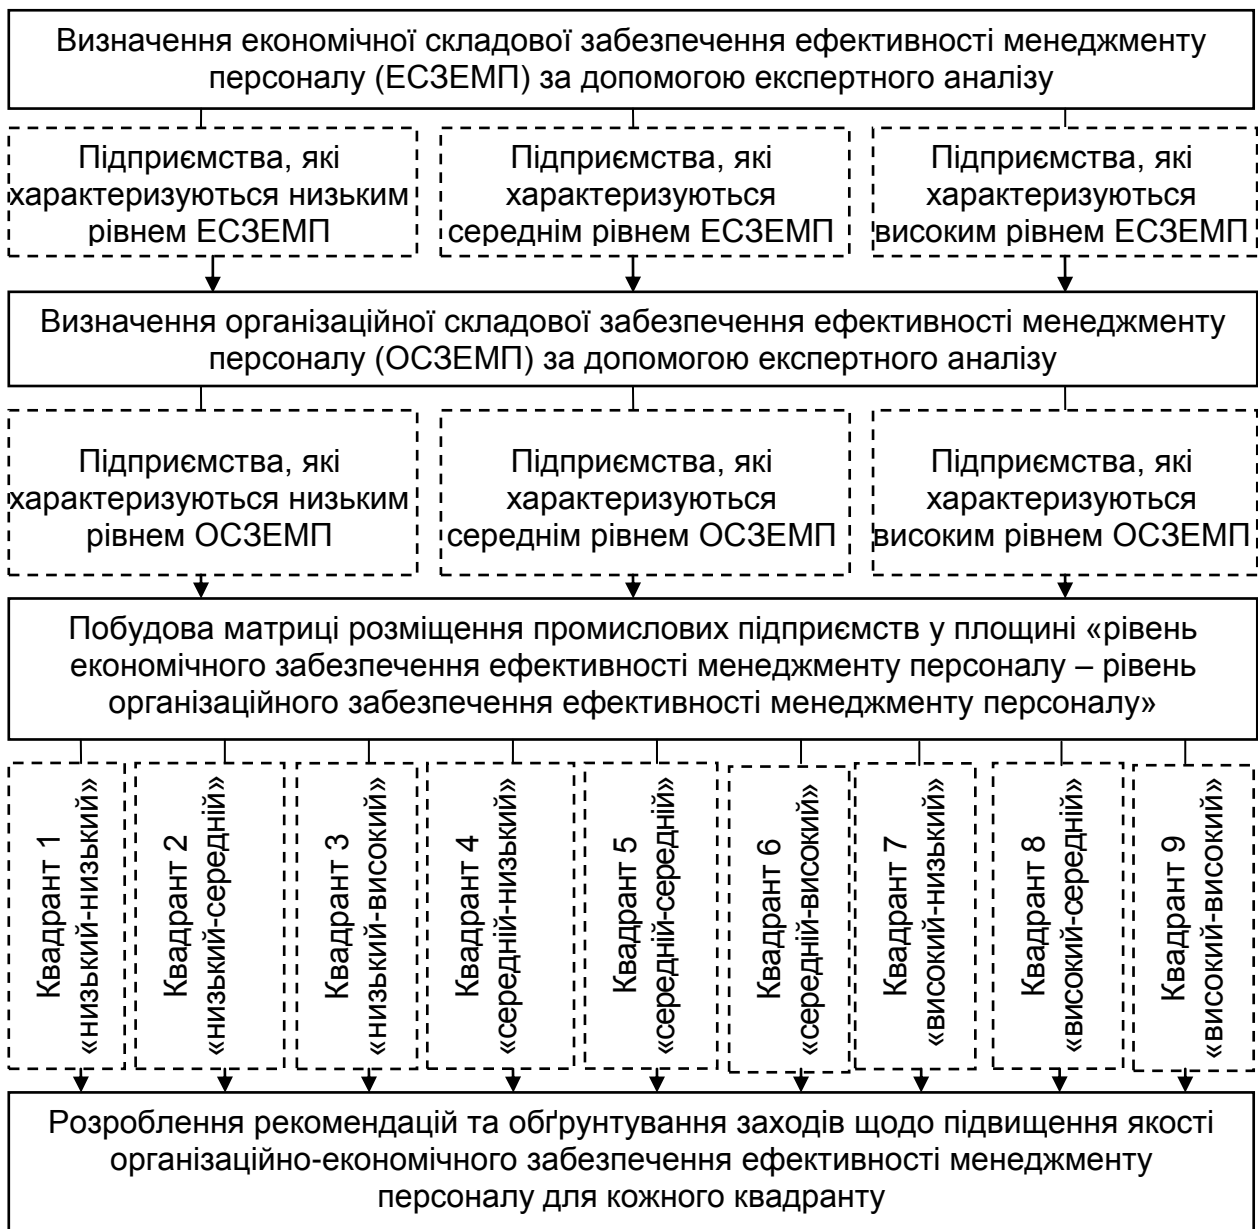 Визначення економічної складової забезпечення ефективності менеджменту
персоналу (ЕСЗЕМП) за допомогою експертного аналізу
Підприємства, які
характеризуються низьким
рівнем ЕСЗЕМП
Підприємства, які
характеризуються
середнім рівнем ЕСЗЕМП
Підприємства, які
характеризуються
високим рівнем ЕСЗЕМП
Визначення організаційної складової забезпечення ефективності менеджменту
персоналу (ОСЗЕМП) за допомогою експертного аналізу
Підприємства, які
характеризуються низьким
рівнем ОСЗЕМП
Підприємства, які
характеризуються
середнім рівнем ОСЗЕМП
Підприємства, які
характеризуються
високим рівнем ОСЗЕМП
Побудова матриці розміщення промислових підприємств у площині «рівень
економічного забезпечення ефективності менеджменту персоналу – рівень
організаційного забезпечення ефективності менеджменту персоналу»
Квадрант 1
«низький-низький»
Квадрант 2
«низький-середній»
Квадрант 3
«низький-високий»
Квадрант 4
«середній-низький»
Квадрант 5
«середній-середній»
Квадрант 6
«середній-високий»
Квадрант 7
«високий-низький»
Квадрант 8
«високий-середній»
Квадрант 9
«високий-високий»
Розроблення рекомендацій та обґрунтування заходів щодо підвищення якості
організаційно-економічного забезпечення ефективності менеджменту
персоналу для кожного квадранту